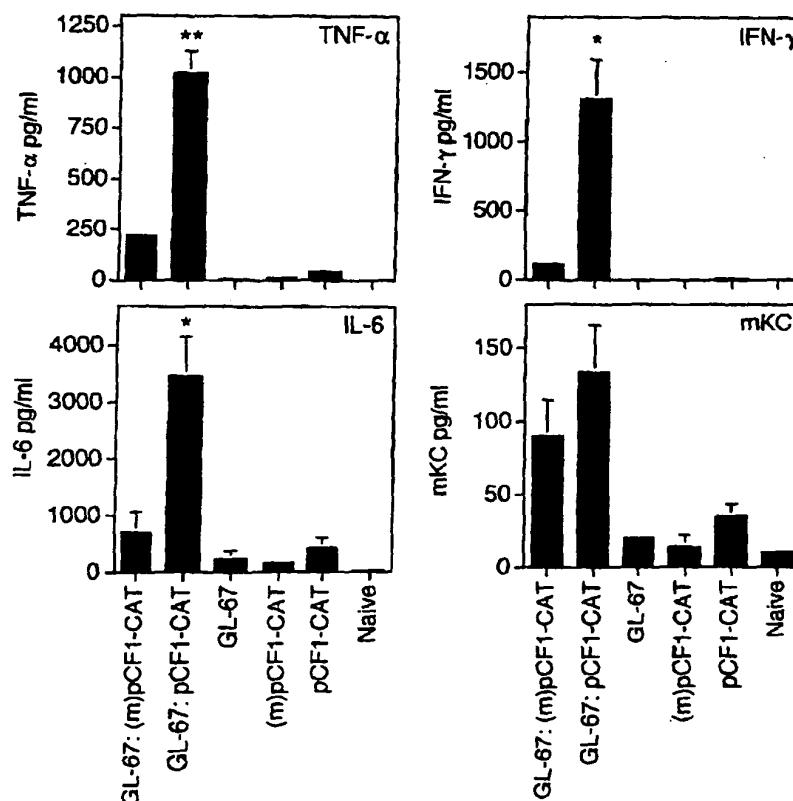 TNF-α
**
TNF-α pg/ml
1250
1000
750
500
250
0
IFN-γ
*
IFN-γ pg/ml
1500
1000
500
0
IL-6
*
IL-6 pg/ml
4000
3000
2000
1000
0
mKC
mKC pg/ml
150
100
50
0
GL-67: (m)pCF1-CAT
GL-67: pCF1-CAT
GL-67
(m)pCF1-CAT
pCF1-CAT
Naive
GL-67: (m)pCF1-CAT
GL-67: pCF1-CAT
GL-67
(m)pCF1-CAT
pCF1-CAT
Naive